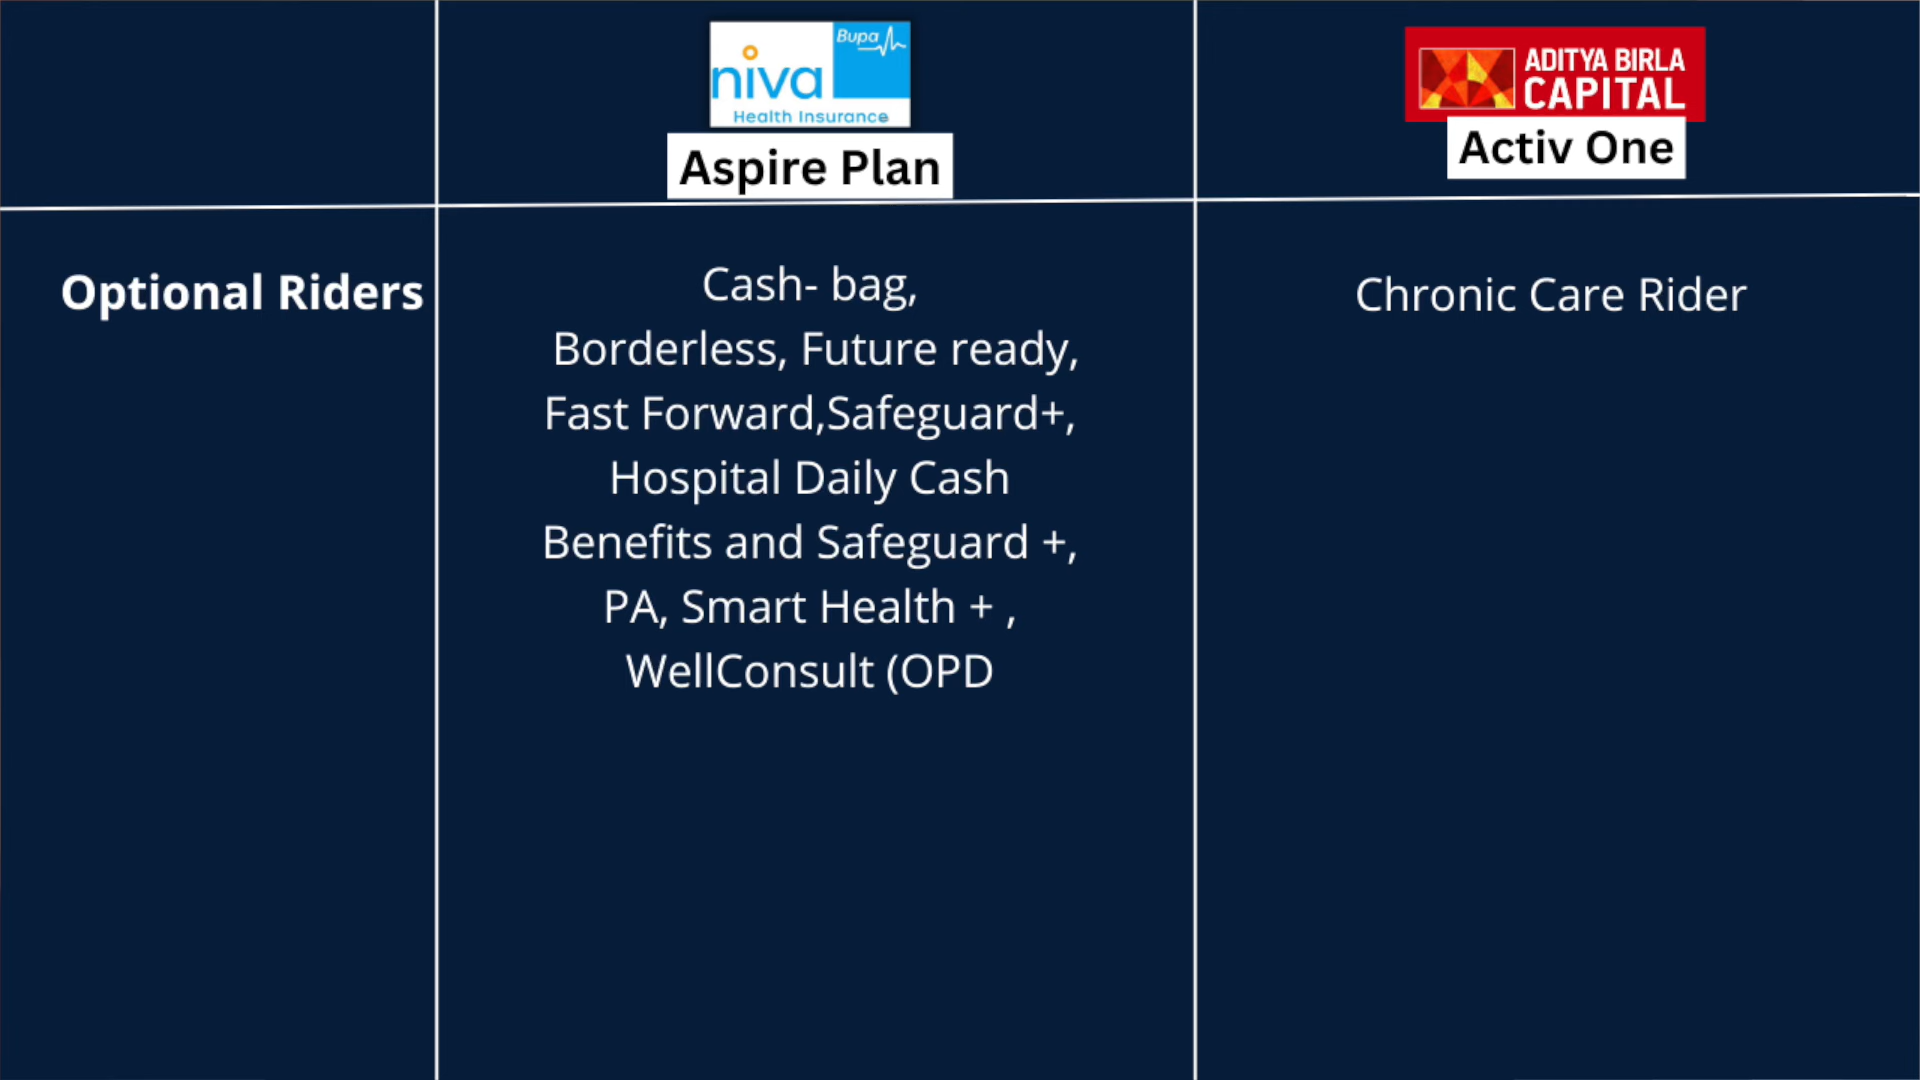 Bupa
niva
Health Insurance
Aspire Plan
ADITYA BIRLA
CAPITAL
Activ One
Optional Riders
Cash- bag,
Borderless, Future ready,
Fast Forward,Safeguard+,
Hospital Daily Cash
Benefits and Safeguard +,
PA, Smart Health + ,
WellConsult (OPD
Chronic Care Rider